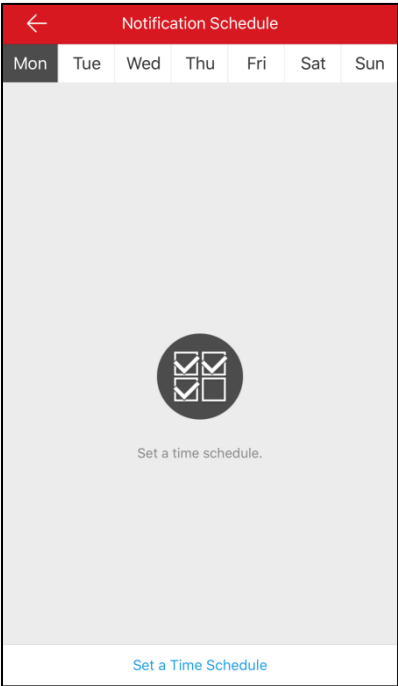 Notification Schedule
Mon Tue Wed Thu Fri Sat Sun
Set a time schedule.
Set a Time Schedule